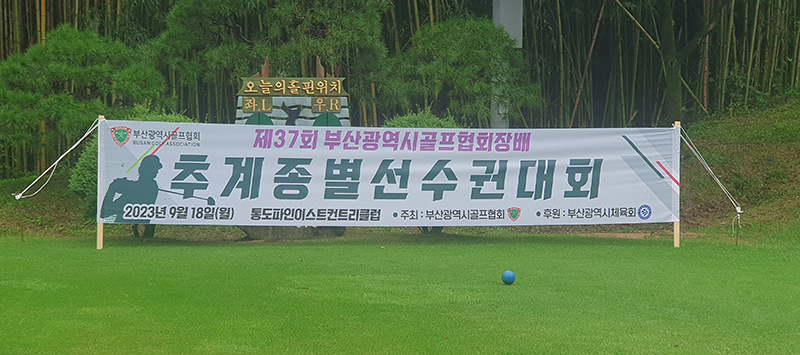 오늘의홀핀위치
좌L 우R
부산광역시골프협회
BUSAN GOLF ASSOCIATION
제37회 부산광역시골프협회장배
추계종별선수권대회
2023년 9월 18일(월) 통도파인이스트컨트리클럽 ● 주최 : 부산광역시골프협회 ● 후원 : 부산광역시체육회